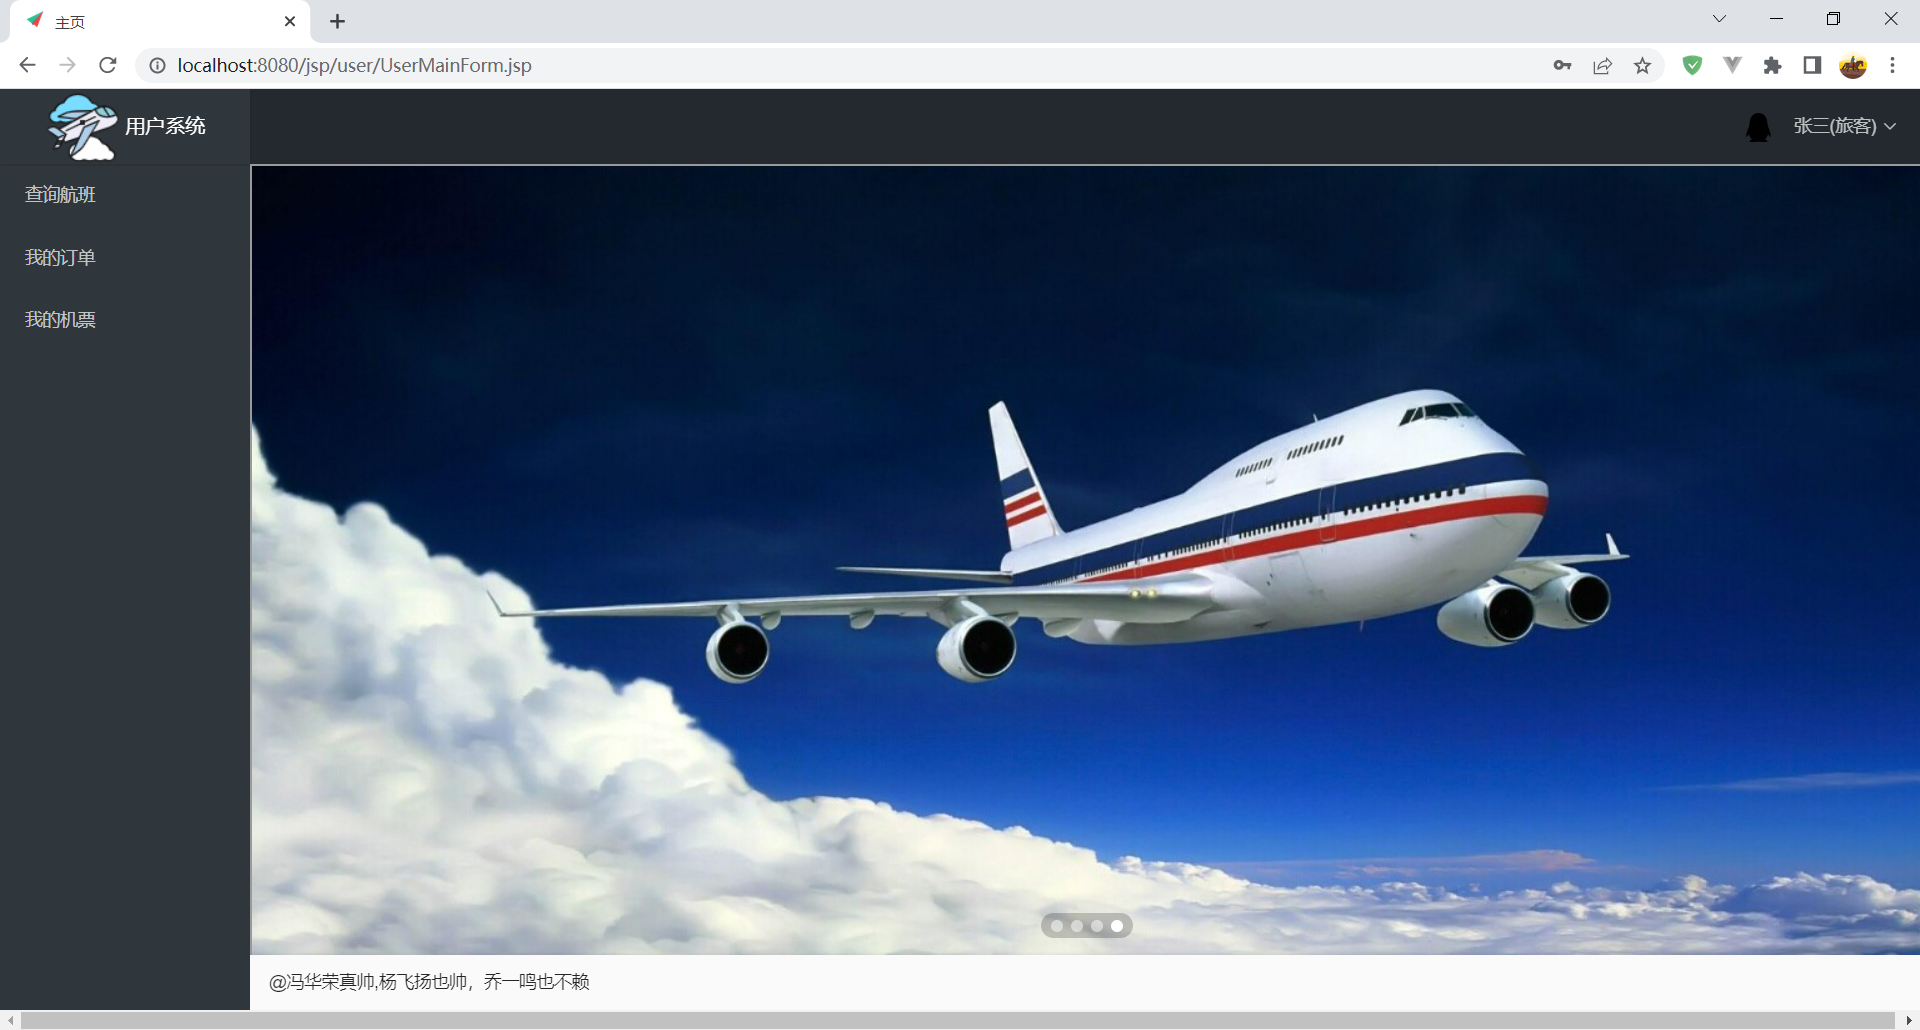 主页
localhost:8080/jsp/user/UserMainForm.jsp
用户系统
张三(旅客)
查询航班
我的订单
我的机票
@冯华荣真帅,杨飞扬也帅，乔一鸣也不赖